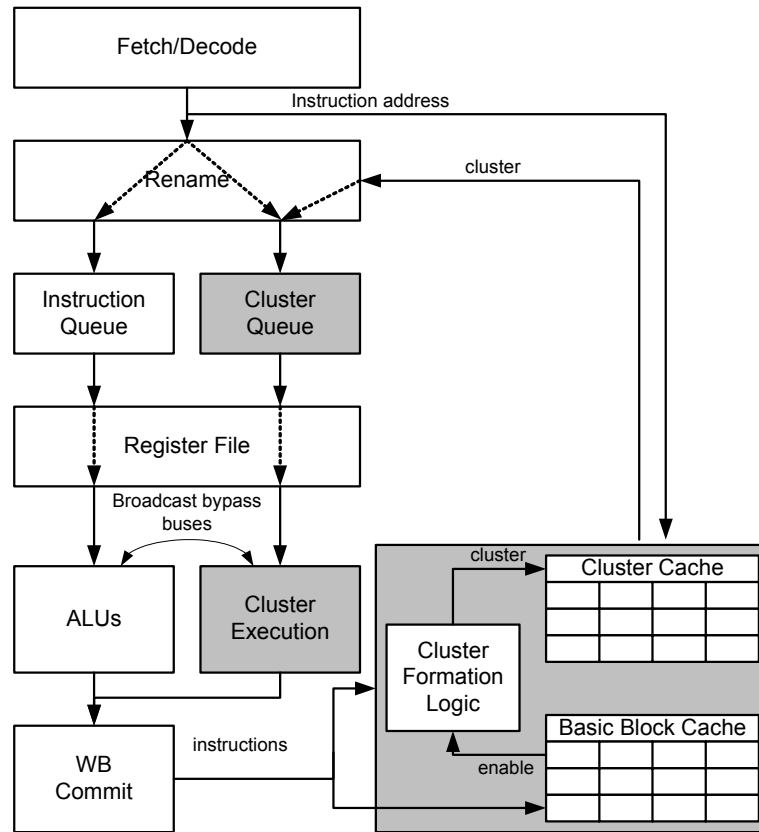 Fetch/Decode
Instruction address
Rename
cluster
Instruction
Queue
Cluster
Queue
Register File
Broadcast bypass
buses
ALUs
Cluster
Execution
cluster
Cluster Cache
Cluster
Formation
Logic
WB
Commit
instructions
Basic Block Cache
enable